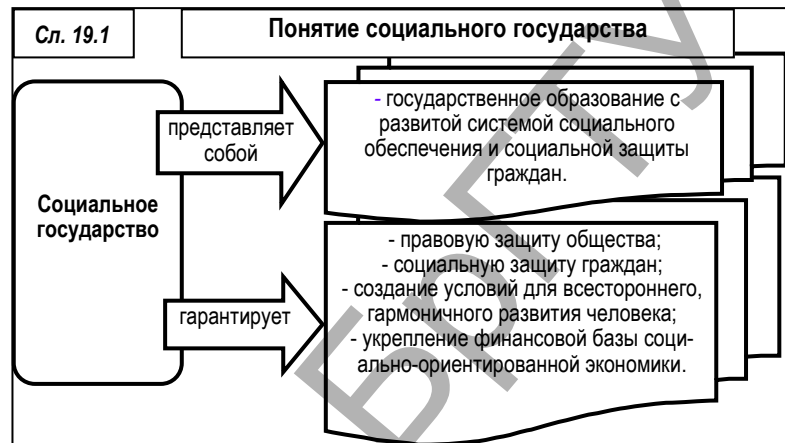 Сл. 19.1
Понятие социального государства
Социальное
государство
представляет
собой
- государственное образование с
развитой системой социального
обеспечения и социальной защиты
граждан.
гарантирует
- правовую защиту общества;
- социальную защиту граждан;
- создание условий для всестороннего,
гармоничного развития человека;
- укрепление финансовой базы соци-
ально-ориентированной экономики.
БрГТУ